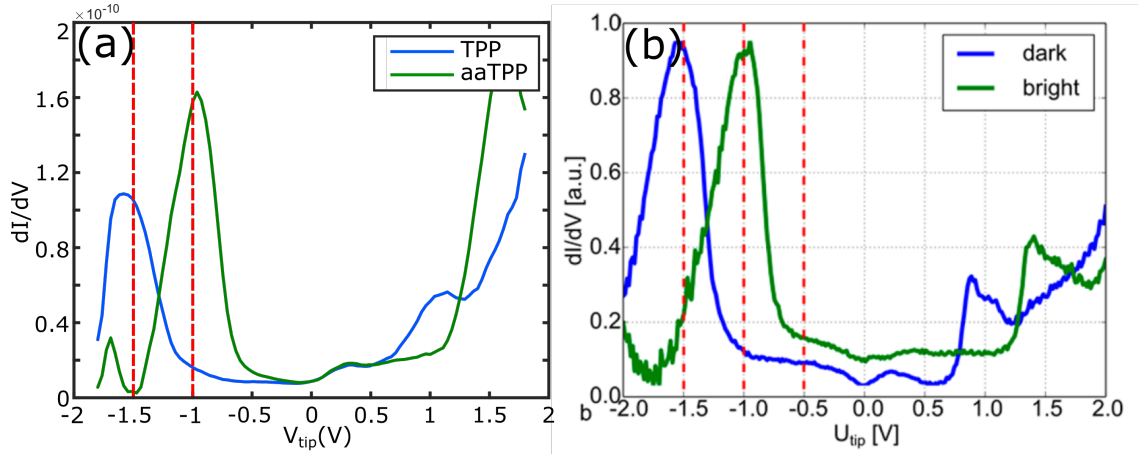 ×10⁻¹⁰
(a)
TPP
aaTPP
2
1.6
1.2
0.8
0.4
0
dI/dV
-2 -1.5 -1 -0.5 0 0.5 1 1.5 2
V_tip(V)
(b)
dark
bright
1.0
0.8
0.6
0.4
0.2
0.0
dI/dV [a.u.]
b
-2.0 -1.5 -1.0 -0.5 0.0 0.5 1.0 1.5 2.0
U_tip [V]